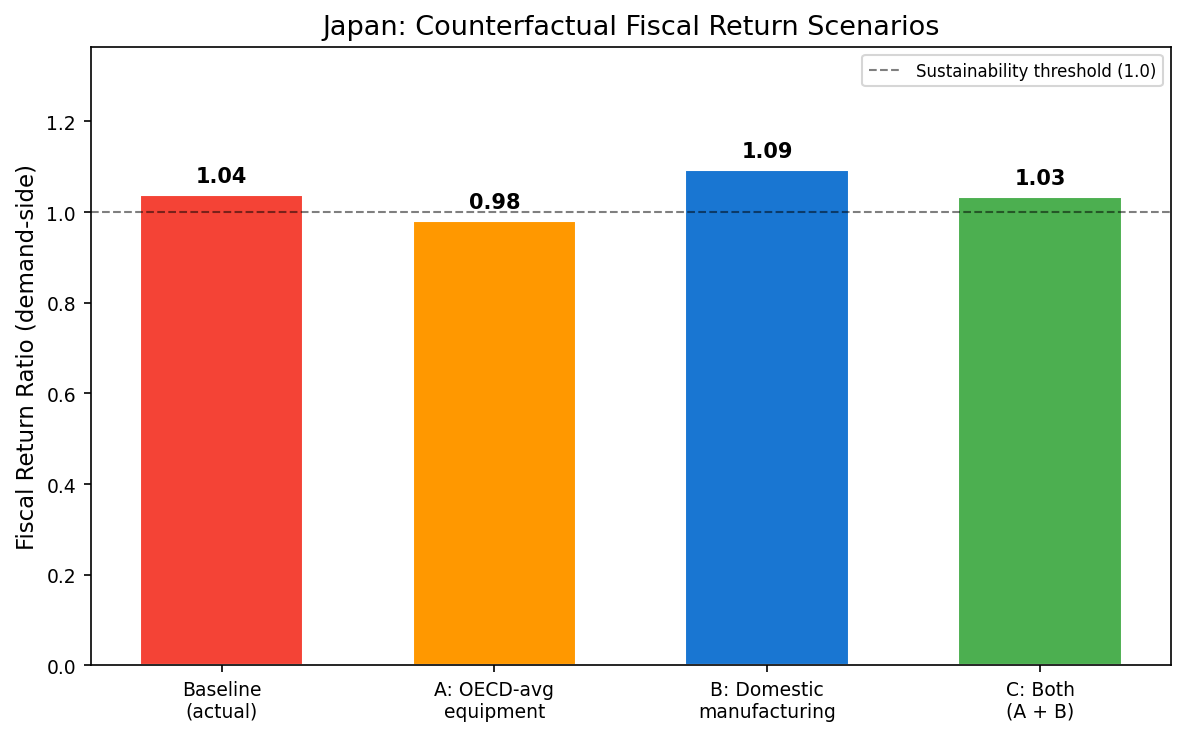 Japan: Counterfactual Fiscal Return Scenarios
Sustainability threshold (1.0)
Fiscal Return Ratio (demand-side)
1.2
1.0
0.8
0.6
0.4
0.2
0.0
1.04
0.98
1.09
1.03
Baseline
(actual)
A: OECD-avg
equipment
B: Domestic
manufacturing
C: Both
(A + B)